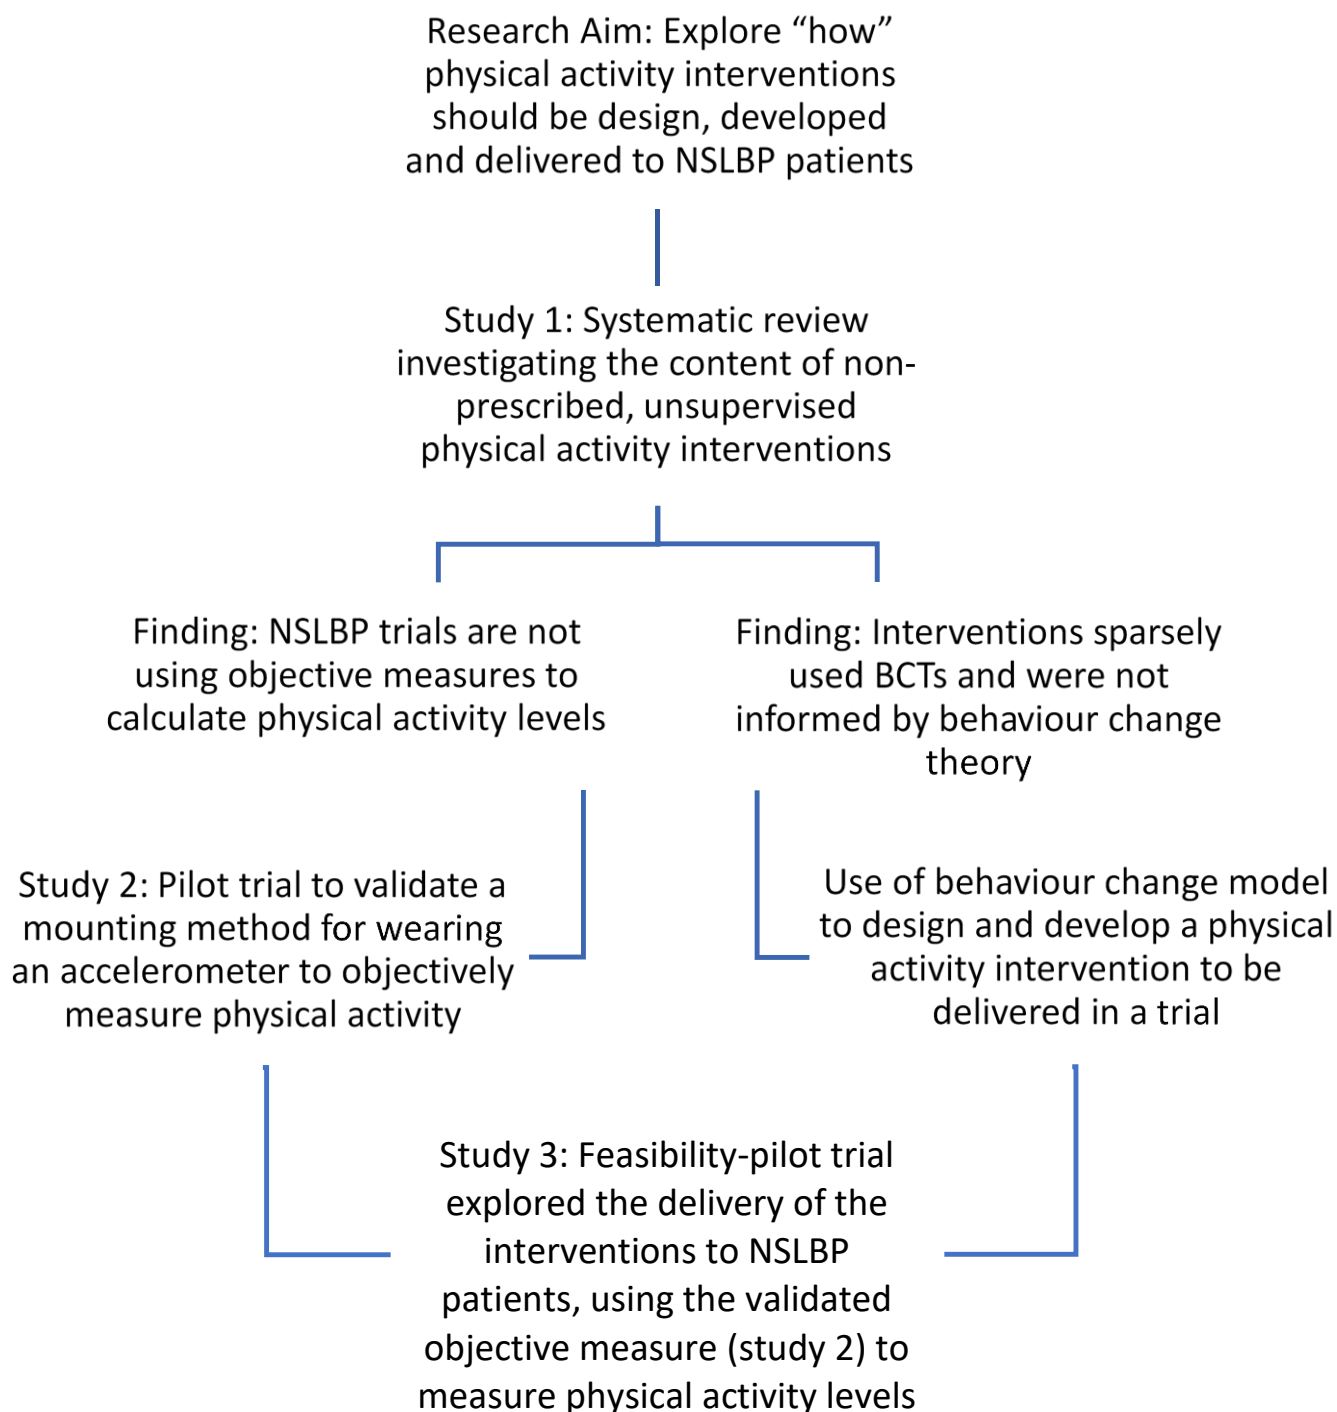 Research Aim: Explore “how”
physical activity interventions
should be design, developed
and delivered to NSLBP patients
Study 1: Systematic review
investigating the content of non-
prescribed, unsupervised
physical activity interventions
Finding: NSLBP trials are not
using objective measures to
calculate physical activity levels
Finding: Interventions sparsely
used BCTs and were not
informed by behaviour change
theory
Study 2: Pilot trial to validate a
mounting method for wearing
an accelerometer to objectively
measure physical activity
Use of behaviour change model
to design and develop a physical
activity intervention to be
delivered in a trial
Study 3: Feasibility-pilot trial
explored the delivery of the
interventions to NSLBP
patients, using the validated
objective measure (study 2) to
measure physical activity levels